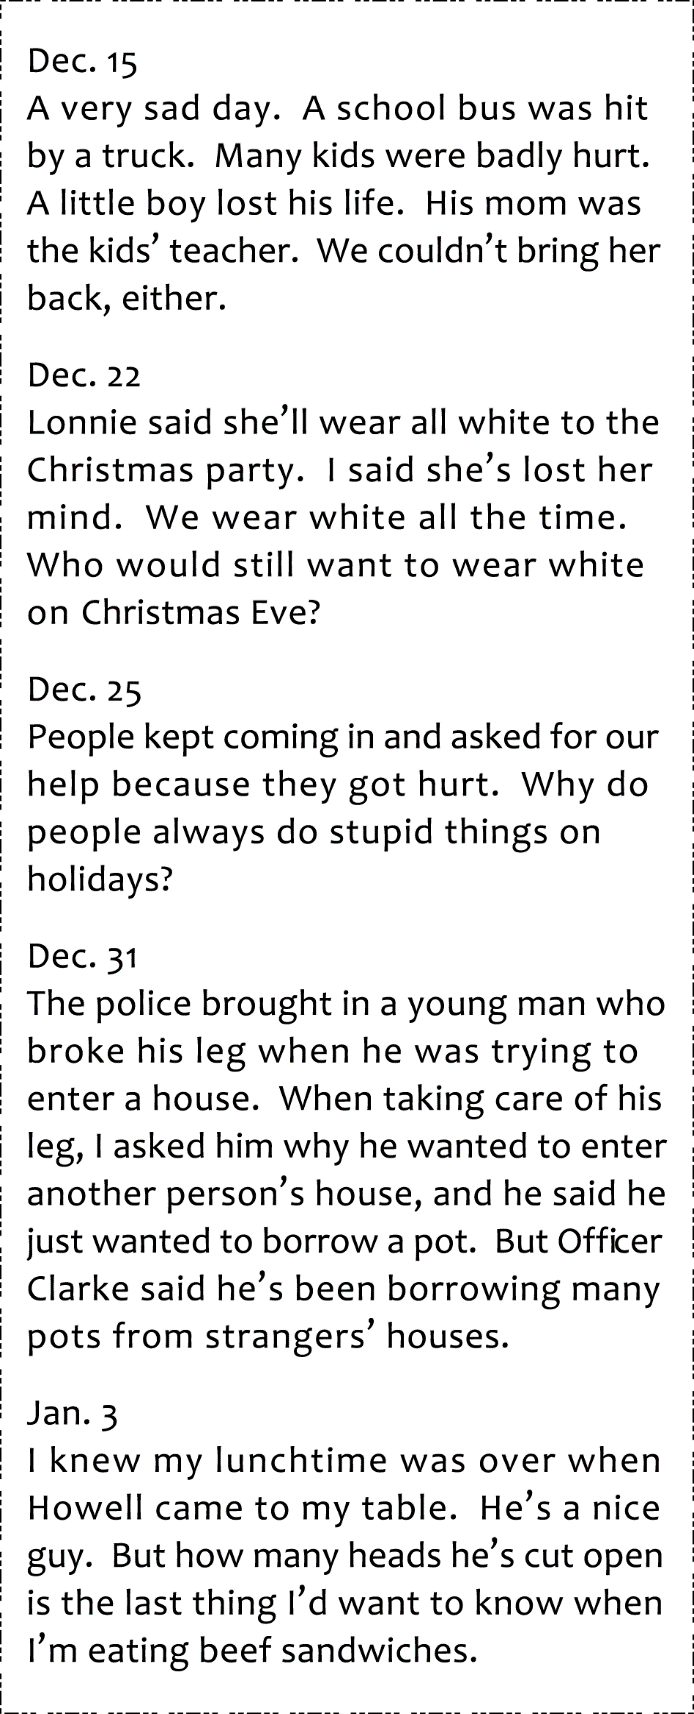 Dec. 15
A very sad day.  A school bus was hit
by a truck.  Many kids were badly hurt.
A little boy lost his life.  His mom was
the kids’ teacher.  We couldn’t bring her
back, either.
Dec. 22
Lonnie said she’ll wear all white to the
Christmas party.  I said she’s lost her
mind.  We wear white all the time.
Who would still want to wear white
on Christmas Eve?
Dec. 25
People kept coming in and asked for our
help because they got hurt.  Why do
people always do stupid things on
holidays?
Dec. 31
The police brought in a young man who
broke his leg when he was trying to
enter a house.  When taking care of his
leg, I asked him why he wanted to enter
another person’s house, and he said he
just wanted to borrow a pot.  But Officer
Clarke said he’s been borrowing many
pots from strangers’ houses.
Jan. 3
I knew my lunchtime was over when
Howell came to my table.  He’s a nice
guy.  But how many heads he’s cut open
is the last thing I’d want to know when
I’m eating beef sandwiches.